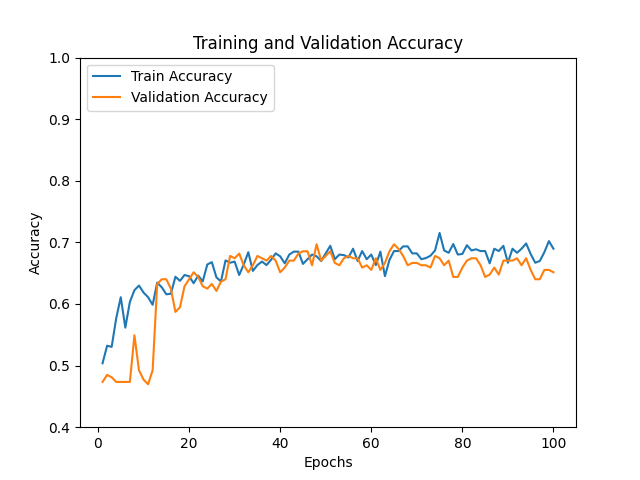 Training and Validation Accuracy
Train Accuracy
Validation Accuracy
1.0
0.9
0.8
0.7
0.6
0.5
0.4
Accuracy
0 20 40 60 80 100
Epochs